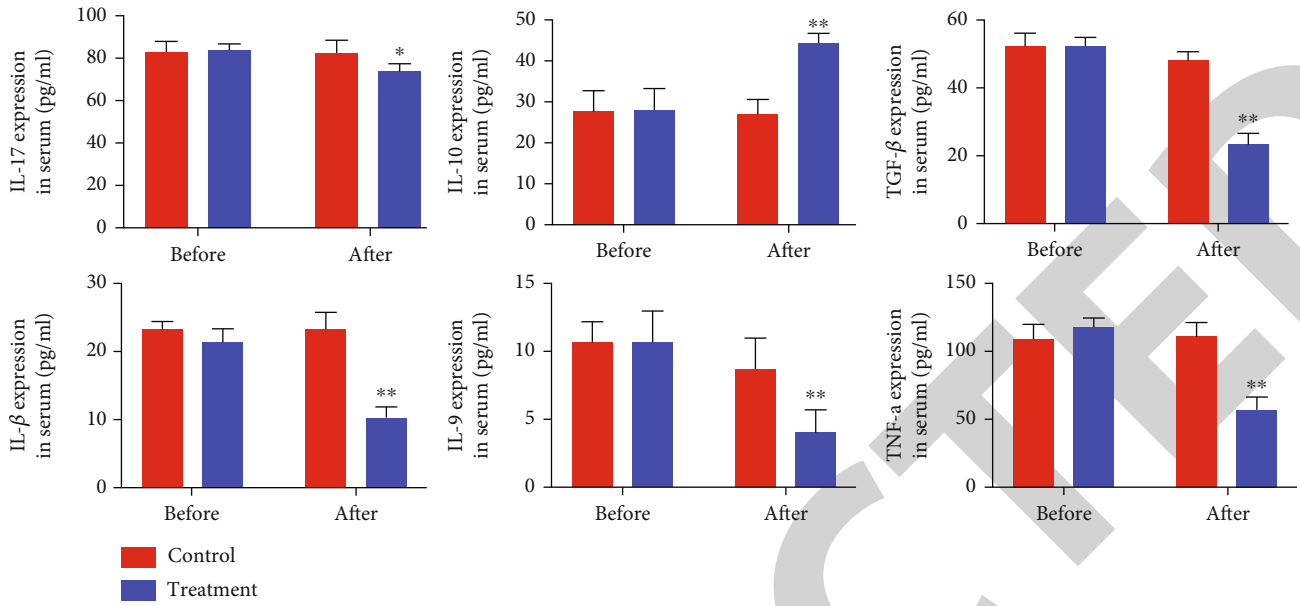 IL-17 expression
in serum (pg/ml)
100
80
60
40
20
0
*
Before
After
IL-10 expression
in serum (pg/ml)
50
40
30
20
10
0
**
Before
After
TGF-β expression
in serum (pg/ml)
60
40
20
0
**
Before
After
IL-β expression
in serum (pg/ml)
30
20
10
0
**
Before
After
IL-9 expression
in serum (pg/ml)
15
10
5
0
**
Before
After
TNF-a expression
in serum (pg/ml)
150
100
50
0
**
Before
After
Control
Treatment